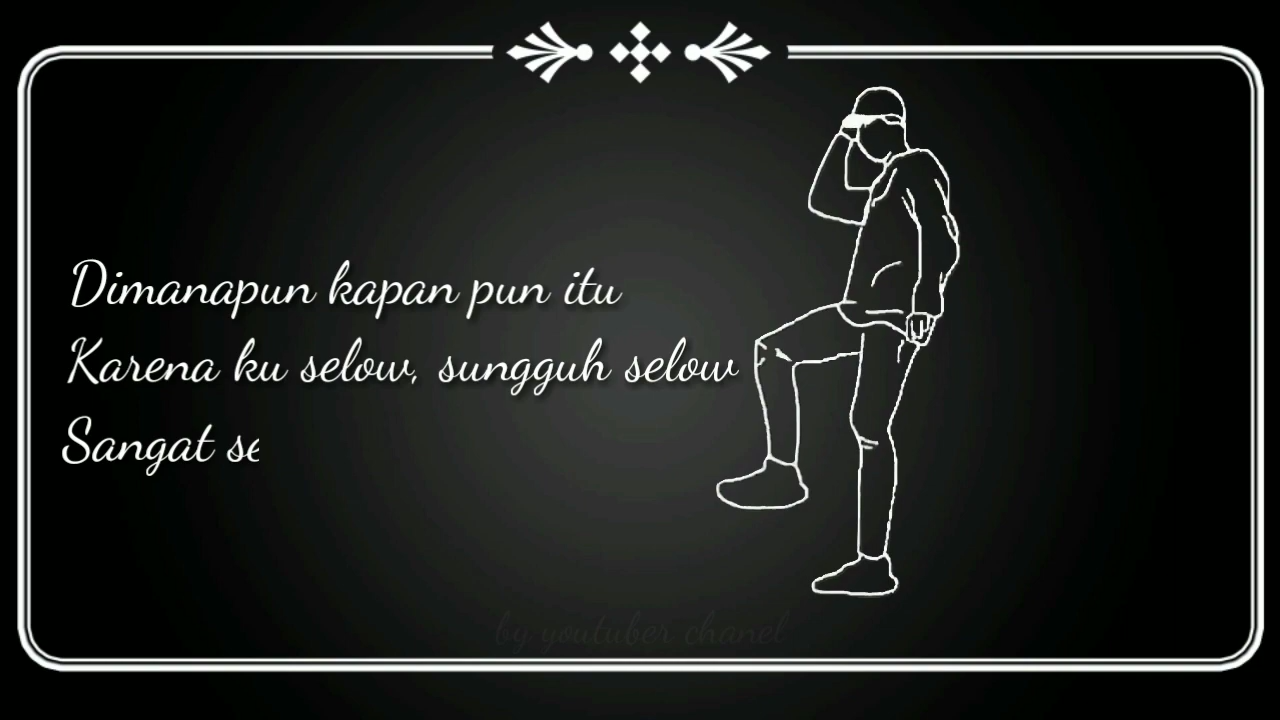 Dimanapun kapan pun itu
Karena ku selow, sungguh selow
Sangat se
by youtuber chanel